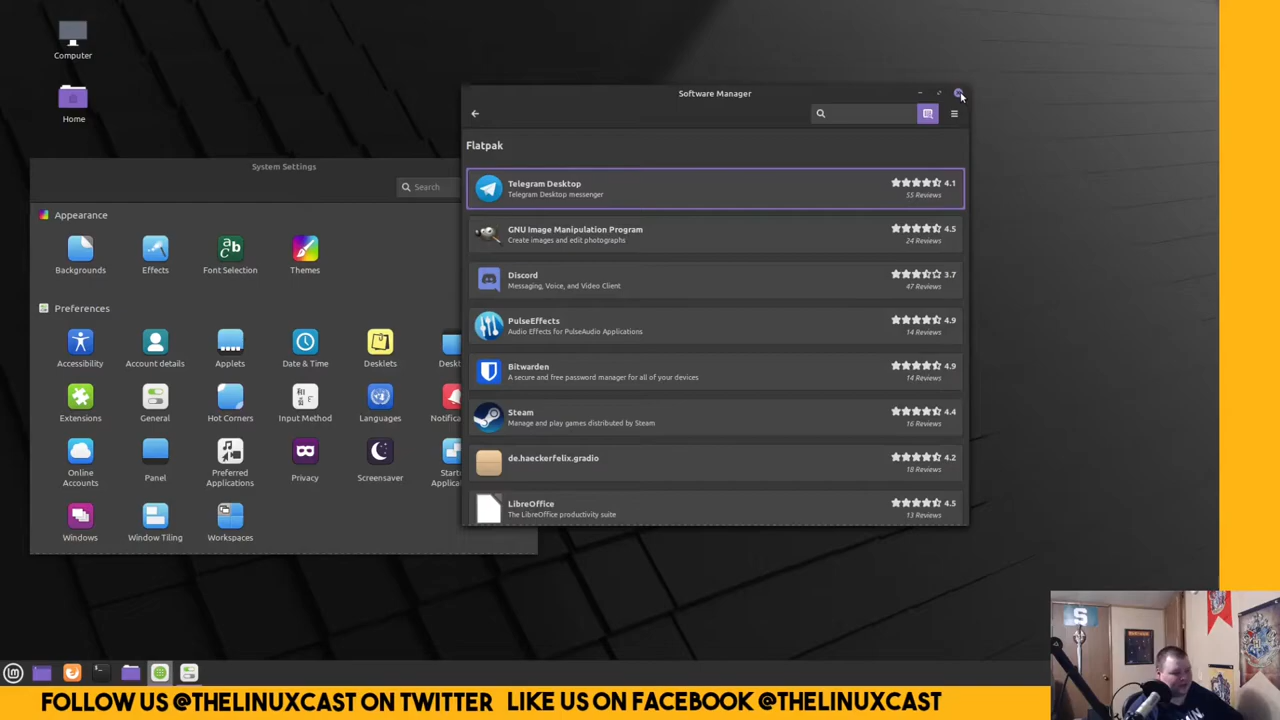 Computer
Home
System Settings
Search
Appearance
Backgrounds
Effects
Font Selection
Themes
Preferences
Accessibility
Account details
Applets
Date & Time
Desklets
Deskt
Extensions
General
Hot Corners
Input Method
Languages
Notificat
Online
Accounts
Panel
Preferred
Applications
Privacy
Screensaver
Start
Applicat
Windows
Window Tiling
Workspaces
Software Manager
Flatpak
Telegram Desktop
Telegram Desktop messenger
4.1
55 Reviews
GNU Image Manipulation Program
Create images and edit photographs
4.5
24 Reviews
Discord
Messaging, Voice, and Video Client
3.7
47 Reviews
PulseEffects
Audio Effects for PulseAudio Applications
4.9
14 Reviews
Bitwarden
A secure and free password manager for all of your devices
4.9
14 Reviews
Steam
Manage and play games distributed by Steam
4.4
16 Reviews
de.haeckerfelix.gradio
4.2
18 Reviews
LibreOffice
The LibreOffice productivity suite
4.5
13 Reviews
S
FOLLOW US @THELINUXCAST ON TWITTER LIKE US ON FACEBOOK @THELINUXCAST